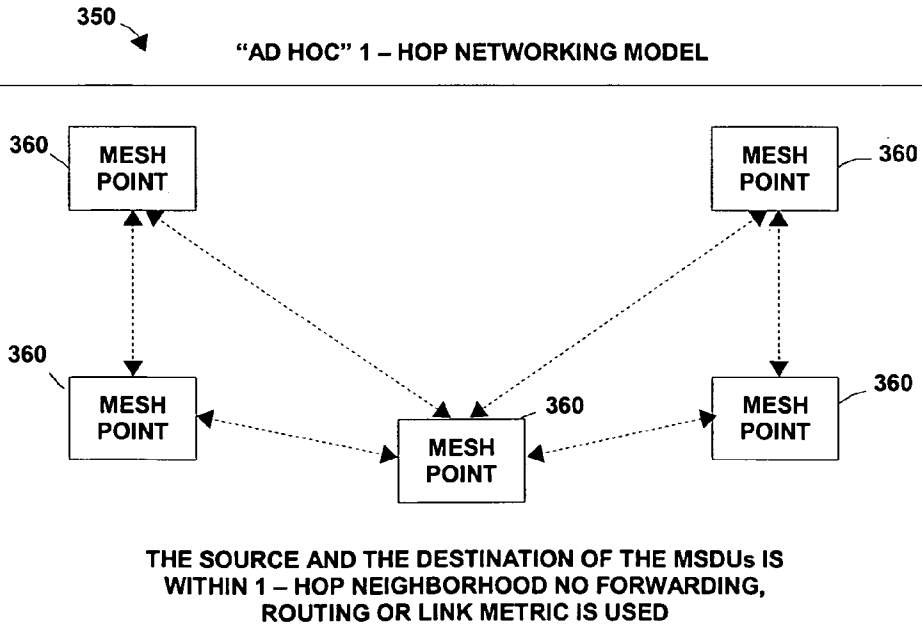 350
“AD HOC” 1 – HOP NETWORKING MODEL
360
MESH
POINT
MESH
POINT
360
360
MESH
POINT
360
MESH
POINT
MESH
POINT
360
THE SOURCE AND THE DESTINATION OF THE MSDUs IS
WITHIN 1 – HOP NEIGHBORHOOD NO FORWARDING,
ROUTING OR LINK METRIC IS USED